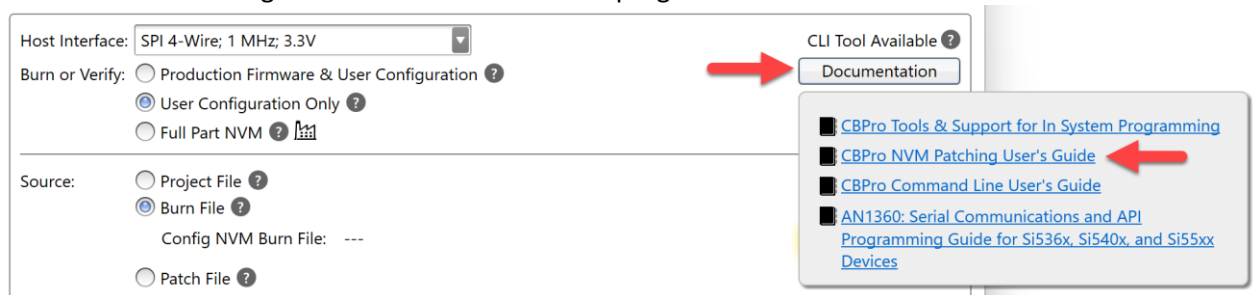 Host Interface: SPI 4-Wire; 1 MHz; 3.3V
CLI Tool Available ?
Burn or Verify: Production Firmware & User Configuration ?
Documentation
User Configuration Only ?
Full Part NVM ?
CBPro Tools & Support for In System Programming
CBPro NVM Patching User's Guide
CBPro Command Line User's Guide
AN1360: Serial Communications and API
Programming Guide for Si536x, Si540x, and Si55xx
Devices
Source: Project File ?
Burn File ?
Config NVM Burn File: ---
Patch File ?